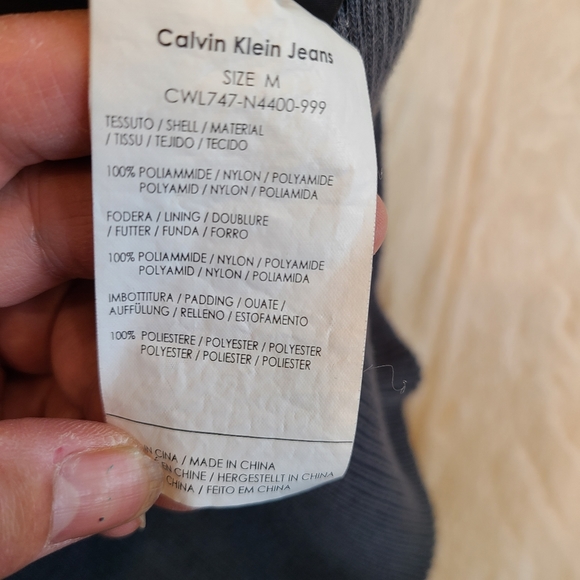 Calvin Klein Jeans
SIZE M
CWL747-N4400-999
TESSUTO / SHELL / MATERIAL
/ TISSU / TEJIDO / TECIDO
100% POLIAMMIDE / NYLON / POLYAMIDE
POLYAMID / NYLON / POLIAMIDA
FODERA / LINING / DOUBLURE
/ FUTTER / FUNDA / FORRO
100% POLIAMMIDE / NYLON / POLYAMIDE
POLYAMID / NYLON / POLIAMIDA
IMBOTTITURA / PADDING / OUATE /
AUFFÜLUNG / RELLENO / ESTOFAMENTO
100% POLIESTERE / POLYESTER / POLYESTER
POLYESTER / POLIESTER / POLIESTER
CINA / MADE IN CHINA
EN CHINE / HERGESTELLT IN CHINA
CHINA / FEITO EM CHINA